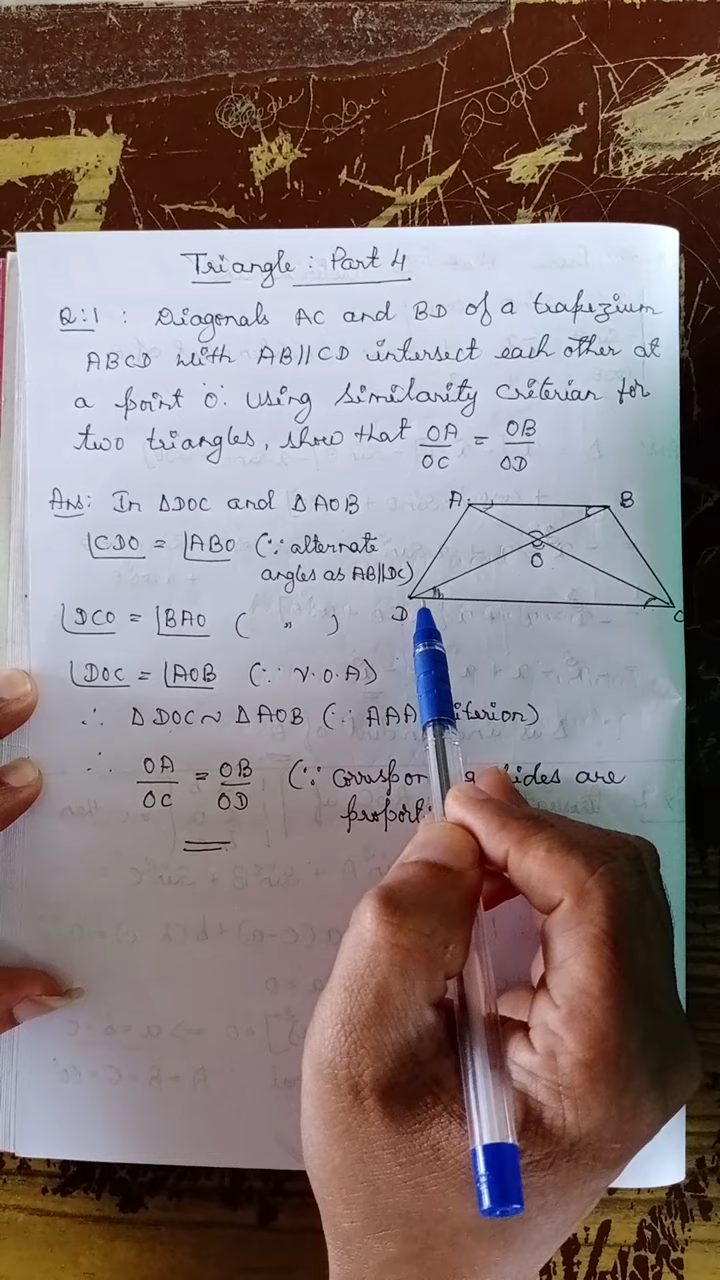 Triangle: Part 4
Q:1 : Diagonals AC and BD of a trapezium
ABCD with AB//CD intersect each other at
a point 'O'. Using similarity criterian for
two triangles, show that OA/OC = OB/OD
Ans: In ΔDOC and ΔAOB
∠CDO = ∠ABO (∵ alternate
angles as AB||DC)
∠DCO = ∠BAO ( " )
∠DOC = ∠AOB (∵ V.O.A)
∴ ΔDOC ~ ΔAOB (∵ AAA
∴ OA/OC = OB/OD (∵ sides are
A B
O
D C
2020